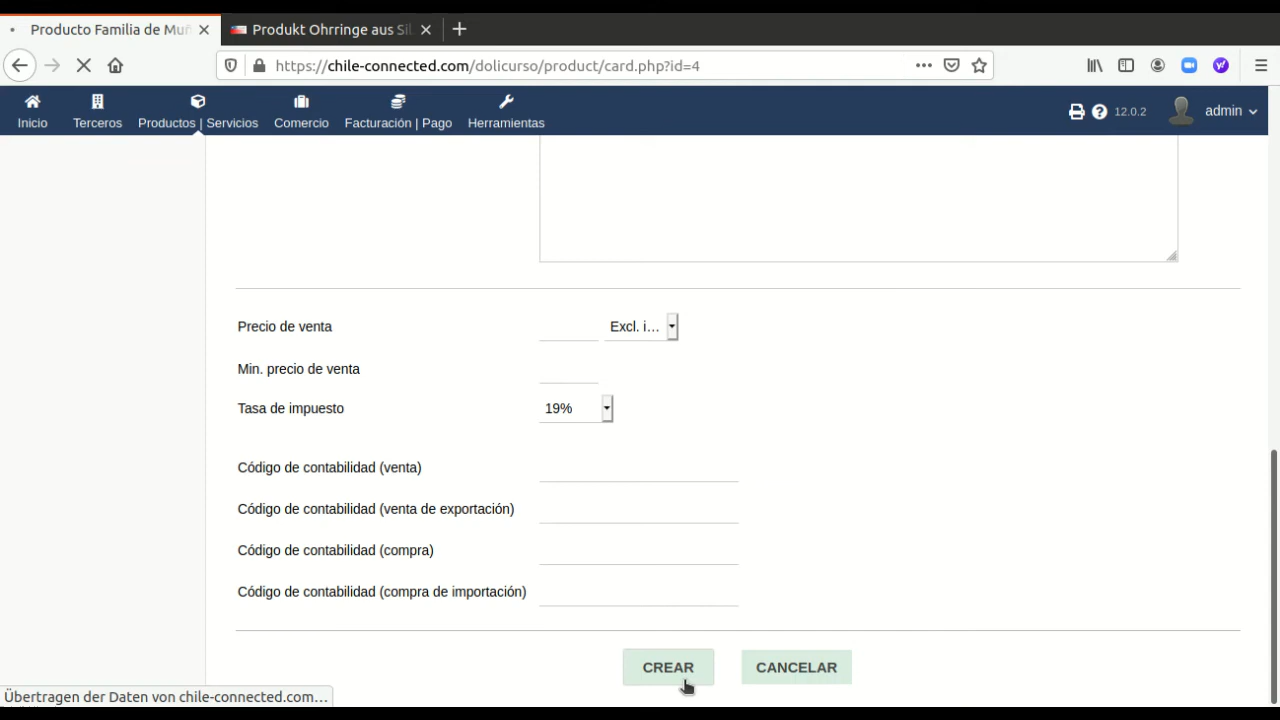 Producto Familia de Muñ
Produkt Ohrringe aus Sil
https://chile-connected.com/dolicurso/product/card.php?id=4
Inicio
Terceros
Productos | Servicios
Comercio
Facturación | Pago
Herramientas
12.0.2
admin
Precio de venta
Excl. i...
Min. precio de venta
Tasa de impuesto
19%
Código de contabilidad (venta)
Código de contabilidad (venta de exportación)
Código de contabilidad (compra)
Código de contabilidad (compra de importación)
CREAR
CANCELAR
Übertragen der Daten von chile-connected.com…